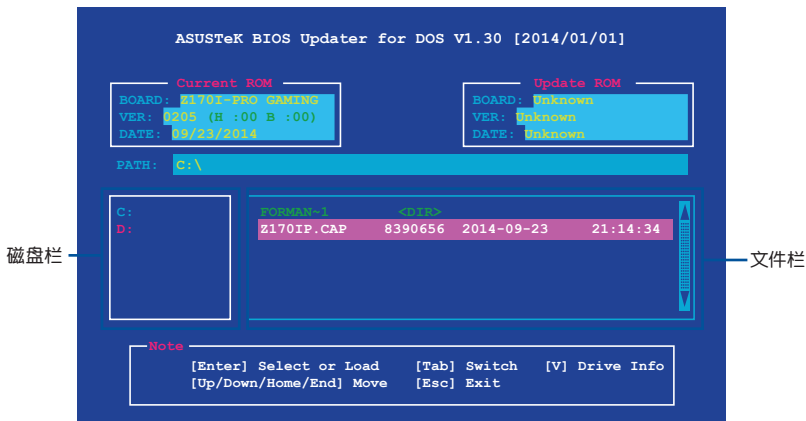 ASUSTeK BIOS Updater for DOS V1.30 [2014/01/01]
Current ROM
BOARD: Z170I-PRO GAMING
VER: 0205 (H :00 B :00)
DATE: 09/23/2014
Update ROM
BOARD: Unknown
VER: Unknown
DATE: Unknown
PATH: C:\
C:
D:
FORMAN~1 <DIR>
Z170IP.CAP 8390656 2014-09-23 21:14:34
磁盘栏
文件栏
Note
[Enter] Select or Load [Tab] Switch [V] Drive Info
[Up/Down/Home/End] Move [Esc] Exit